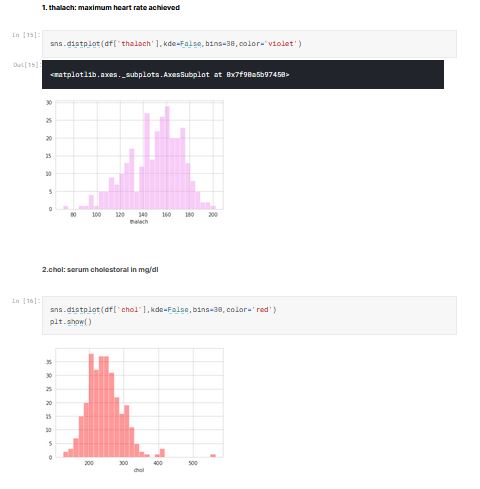 1. thalach: maximum heart rate achieved
In [15]:
sns.distplot(df['thalach'],kde=False,bins=30,color='violet')
Out[15]:
<matplotlib.axes._subplots.AxesSubplot at 0x7f90a5b97450>
30
25
20
15
10
5
0
80 100 120 140 160 180 200
thalach
2.chol: serum cholestoral in mg/dl
In [16]:
sns.distplot(df['chol'],kde=False,bins=30,color='red')
plt.show()
35
30
25
20
15
10
5
0
200 300 400 500
chol